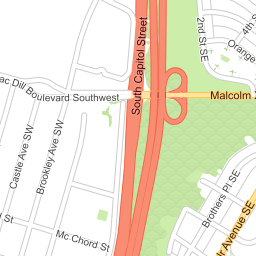 2nd St SE
Orange
South Capitol Street
ac Dill Boulevard Southwest
Malcolm
Castle Ave SW
Brookley Ave SW
Brothers Pl SE
d St
Mc Chord St
Avenue SE